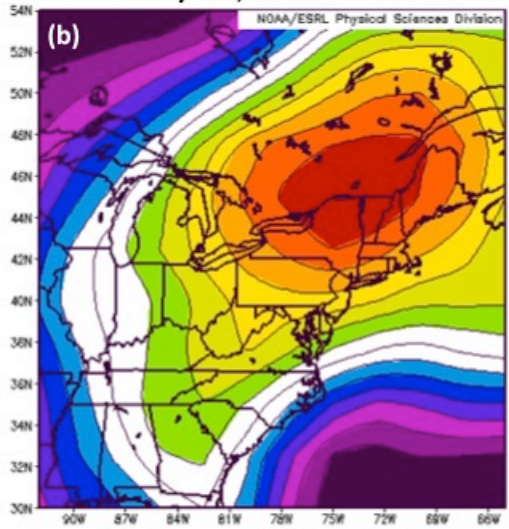 54N
NOAA/ESRL Physical Sciences Division
(b)
52N
50N
48N
46N
44N
42N
40N
38N
36N
34N
32N
30N
90W 87W 84W 81W 78W 75W 72W 69W 66W